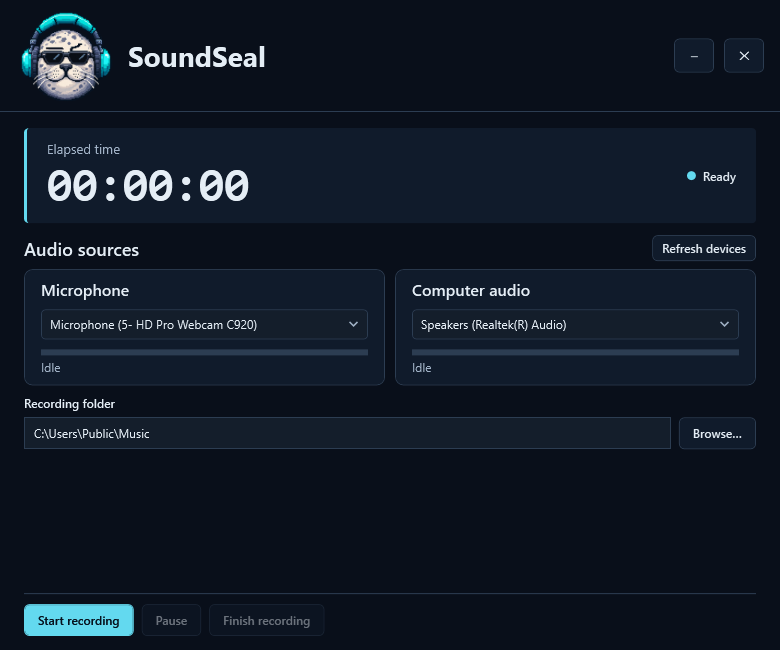 SoundSeal
Elapsed time
00:00:00
Ready
Audio sources
Refresh devices
Microphone
Microphone (5- HD Pro Webcam C920)
Idle
Computer audio
Speakers (Realtek(R) Audio)
Idle
Recording folder
C:\Users\Public\Music
Browse...
Start recording
Pause
Finish recording